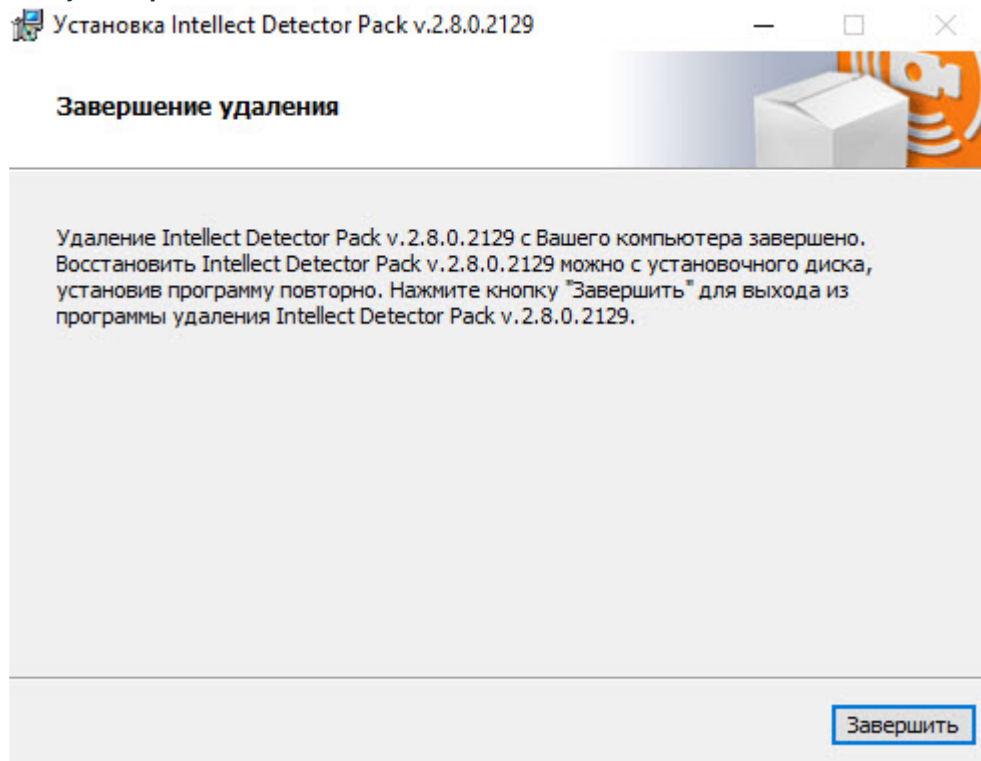 Установка Intellect Detector Pack v.2.8.0.2129
Завершение удаления
Удаление Intellect Detector Pack v.2.8.0.2129 с Вашего компьютера завершено.
Восстановить Intellect Detector Pack v.2.8.0.2129 можно с установочного диска,
установив программу повторно. Нажмите кнопку "Завершить" для выхода из
программы удаления Intellect Detector Pack v.2.8.0.2129.
Завершить